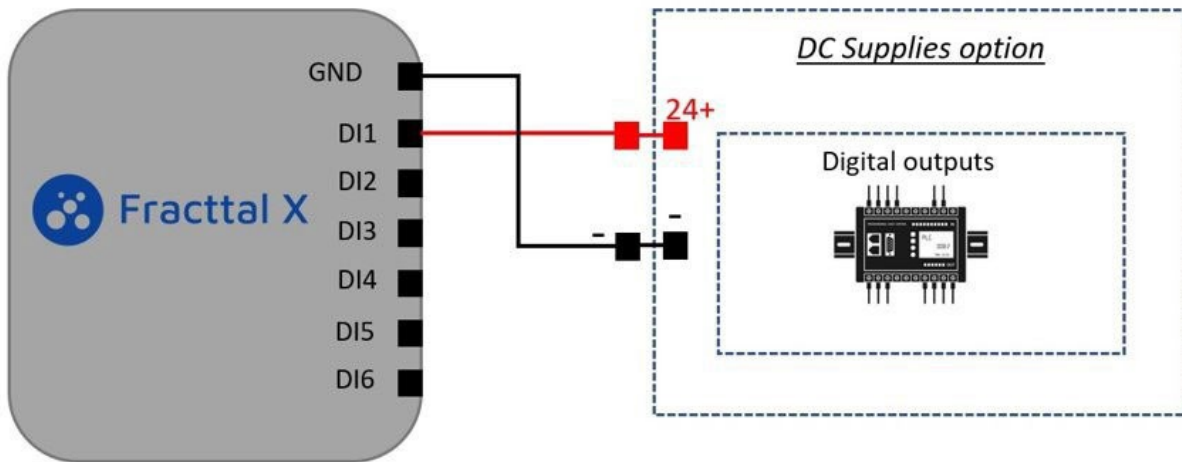 GND
DI1
DI2
DI3
DI4
DI5
DI6
Fracttal X
DC Supplies option
24+
-
-
Digital outputs